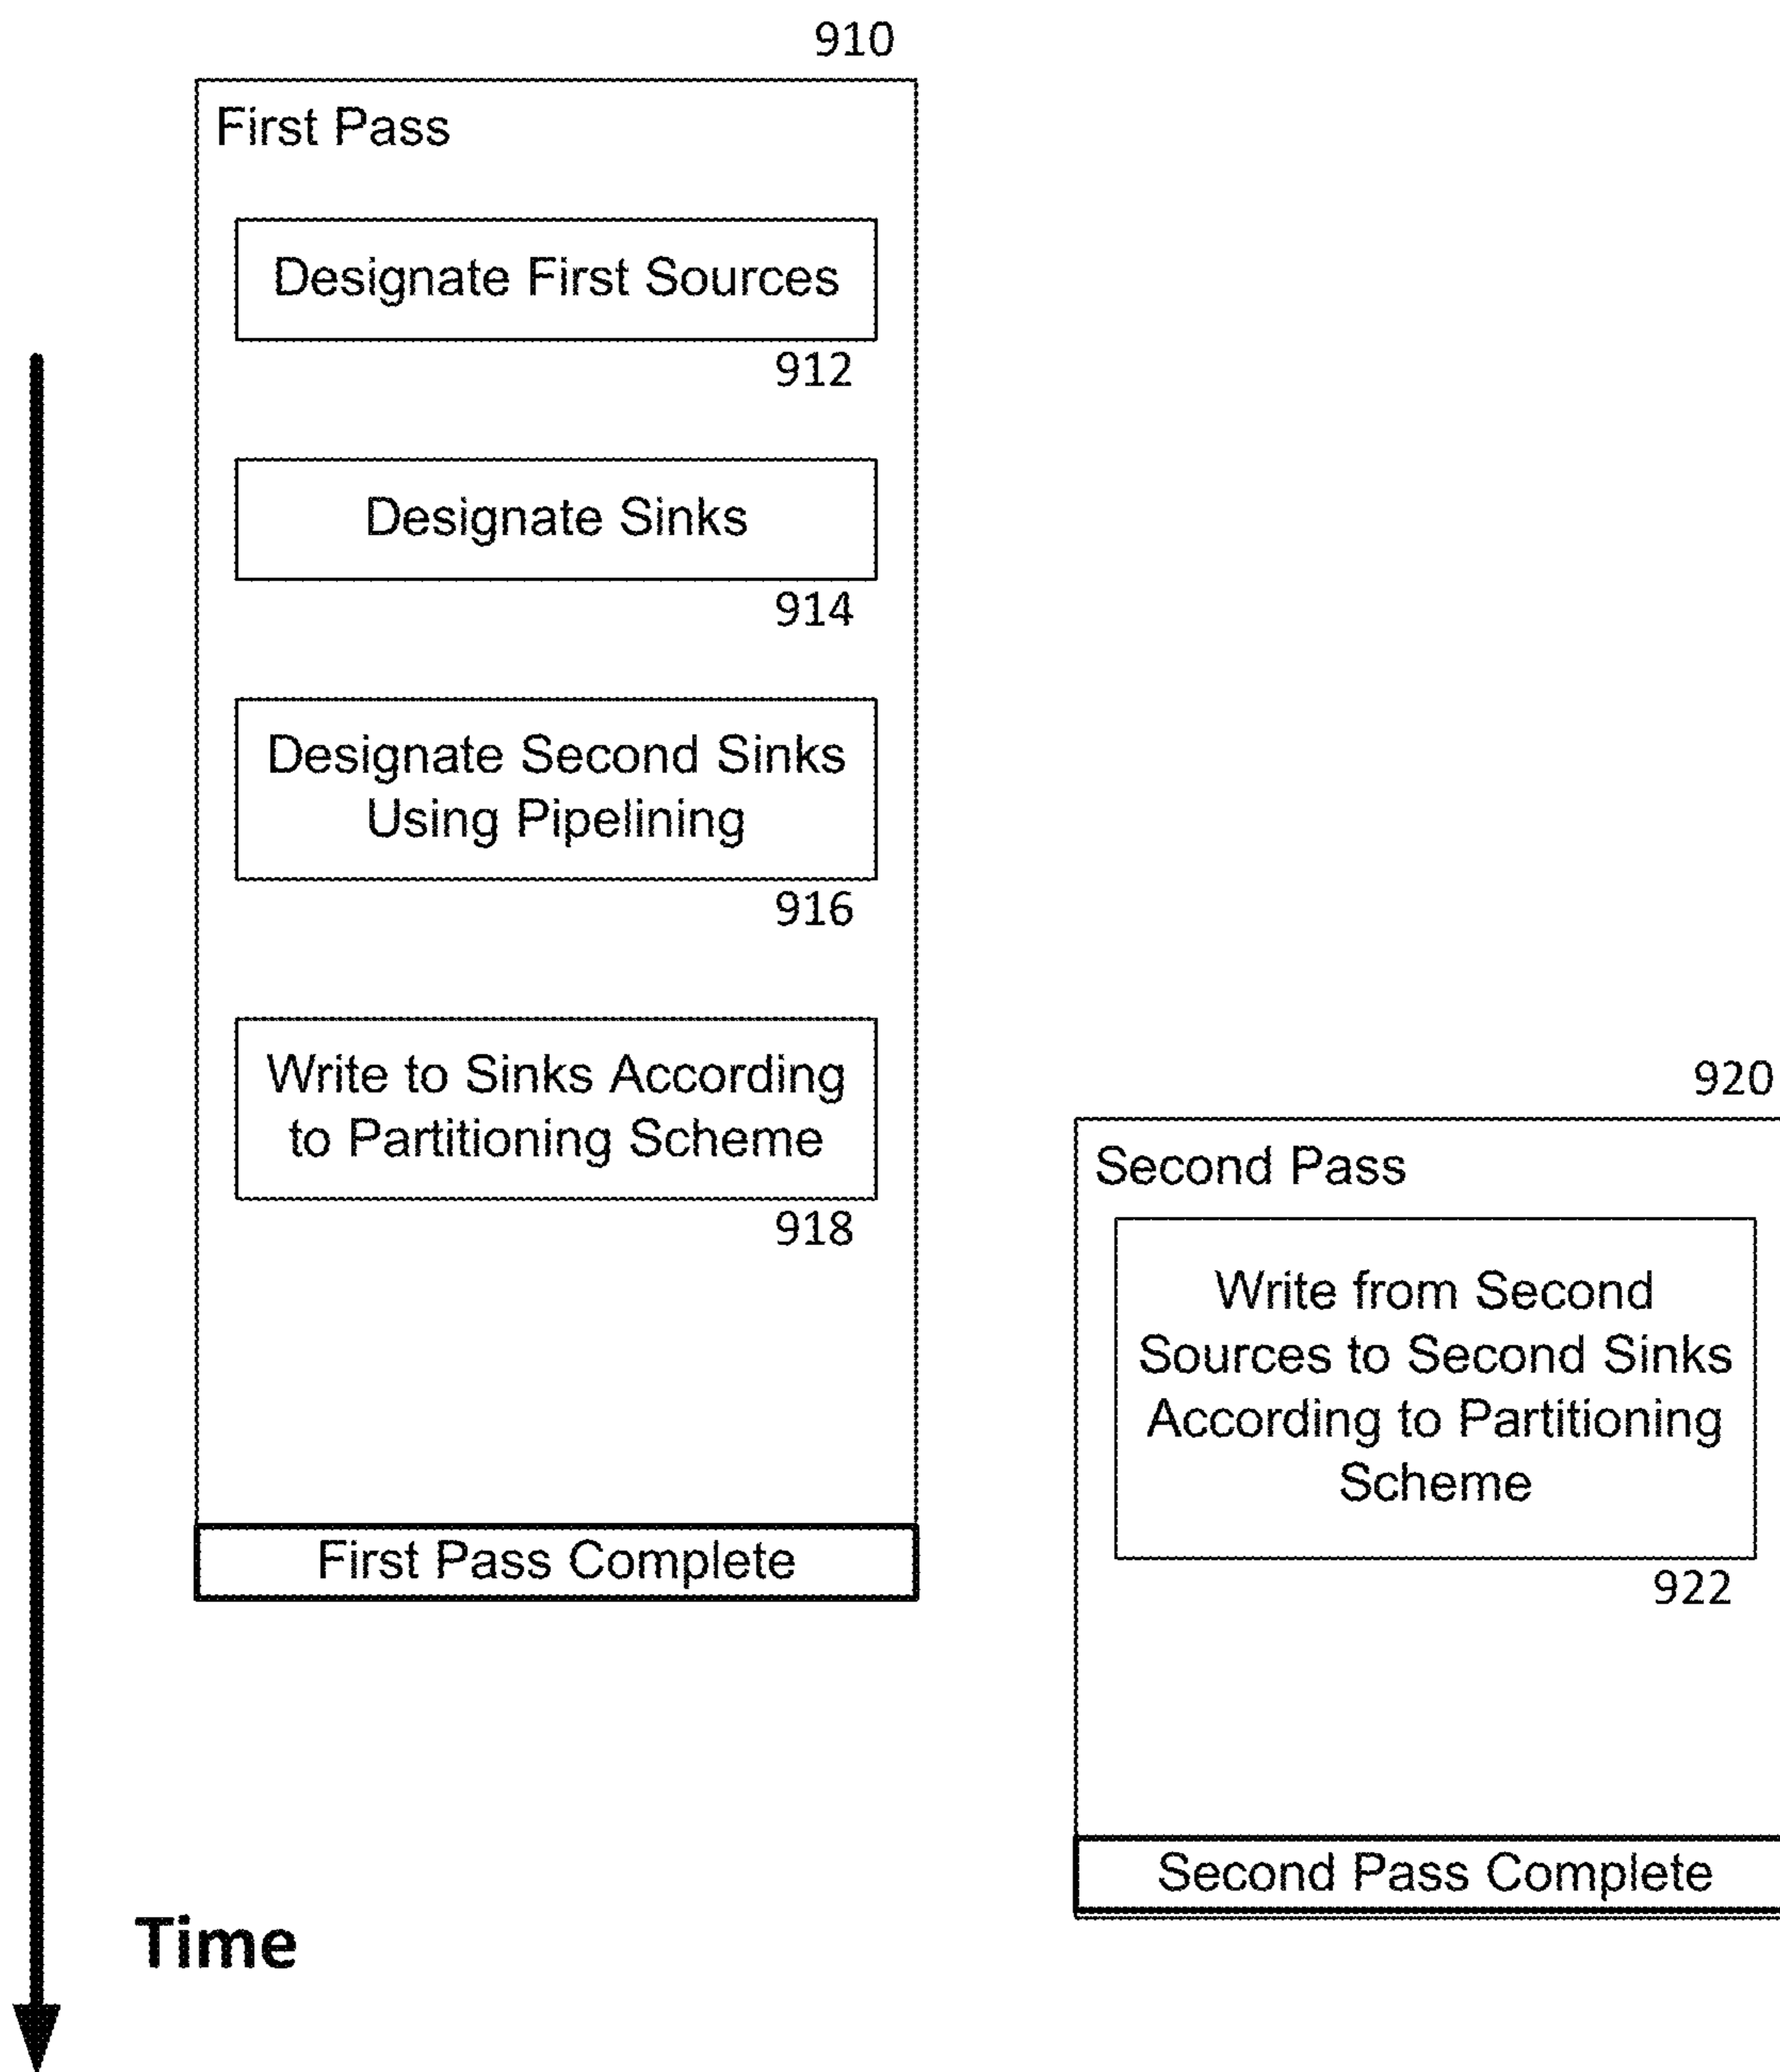 910
First Pass
Designate First Sources
912
Designate Sinks
914
Designate Second Sinks
Using Pipelining
916
Write to Sinks According
to Partitioning Scheme
918
First Pass Complete
920
Second Pass
Write from Second
Sources to Second Sinks
According to Partitioning
Scheme
922
Second Pass Complete
Time